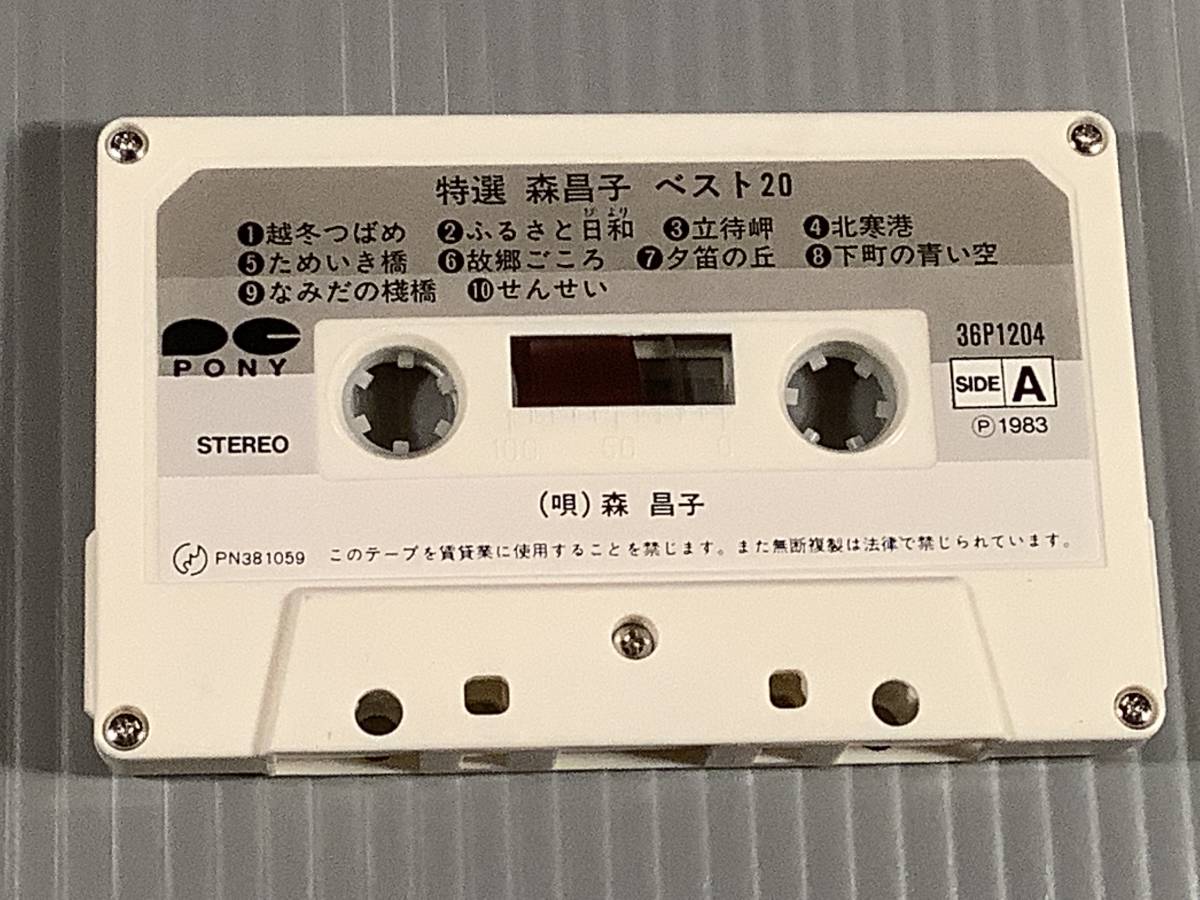 特選 森昌子 ベスト20
❶越冬つばめ ❷ふるさと日和 ❸立待岬 ❹北寒港
びより
❺ためいき橋 ❻故郷ごころ ❼夕笛の丘 ❽下町の青い空
❾なみだの棧橋 ❿せんせい
PONY
36P1204
SIDE A
STEREO
Ⓟ1983
100 50 0
(唄)森 昌子
PN381059 このテープを賃貸業に使用することを禁じます。また無断複製は法律で禁じられています。